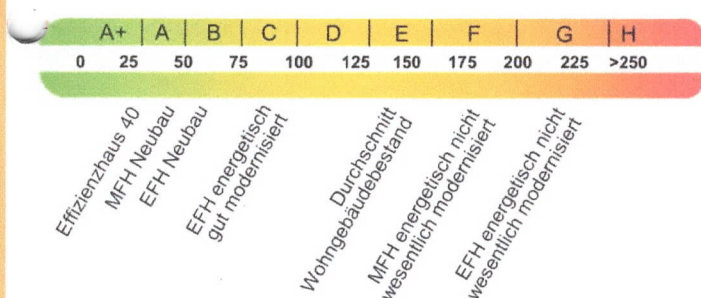 A+ A B C D E F G H
0 25 50 75 100 125 150 175 200 225 >250
Effizienzhaus 40
MFH Neubau
EFH Neubau
EFH energetisch
gut modernisiert
Durchschnitt
Wohngebäudebestand
MFH energetisch nicht
wesentlich modernisiert
EFH energetisch nicht
wesentlich modernisiert